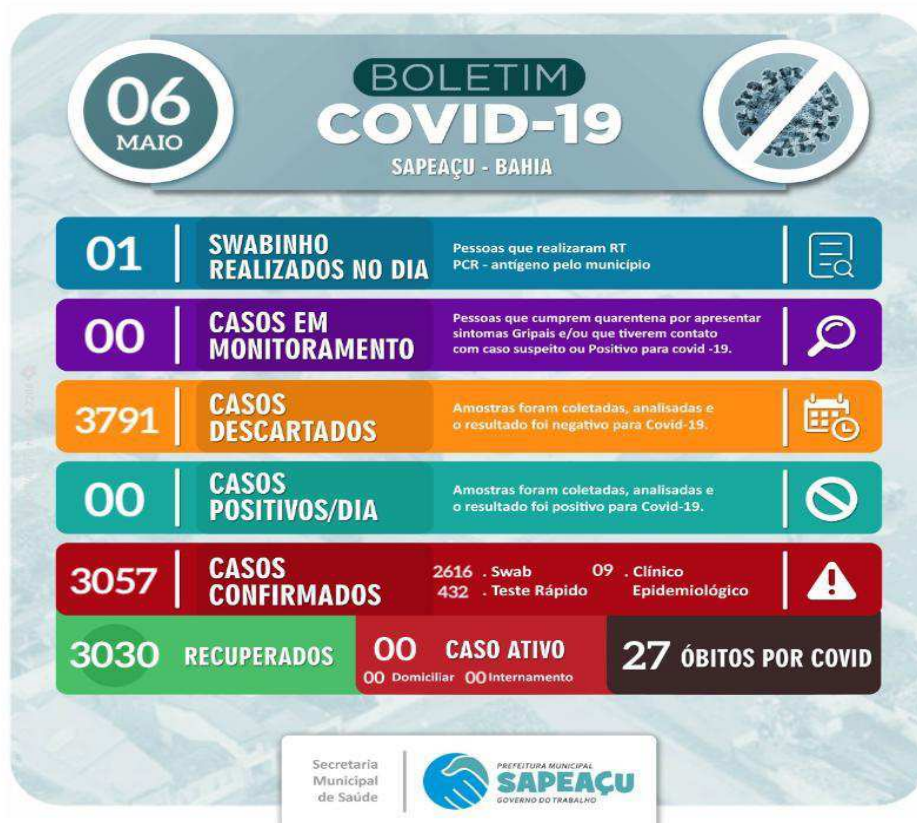 06
MAIO
BOLETIM
COVID-19
SAPEAÇU - BAHIA
01
SWABINHO
REALIZADOS NO DIA
Pessoas que realizaram RT
PCR - antígeno pelo município
00
CASOS EM
MONITORAMENTO
Pessoas que cumprem quarentena por apresentar
sintomas Gripais e/ou que tiverem contato
com caso suspeito ou Positivo para covid -19.
3791
CASOS
DESCARTADOS
Amostras foram coletadas, analisadas e
o resultado foi negativo para Covid-19.
00
CASOS
POSITIVOS/DIA
Amostras foram coletadas, analisadas e
o resultado foi positivo para Covid-19.
3057
CASOS
CONFIRMADOS
2616 . Swab
432 . Teste Rápido
09 . Clínico
Epidemiológico
3030 RECUPERADOS
00 CASO ATIVO
00 Domiciliar 00 Internamento
27 ÓBITOS POR COVID
Secretaria
Municipal
de Saúde
PREFEITURA MUNICIPAL
SAPEAÇU
GOVERNO DO TRABALHO